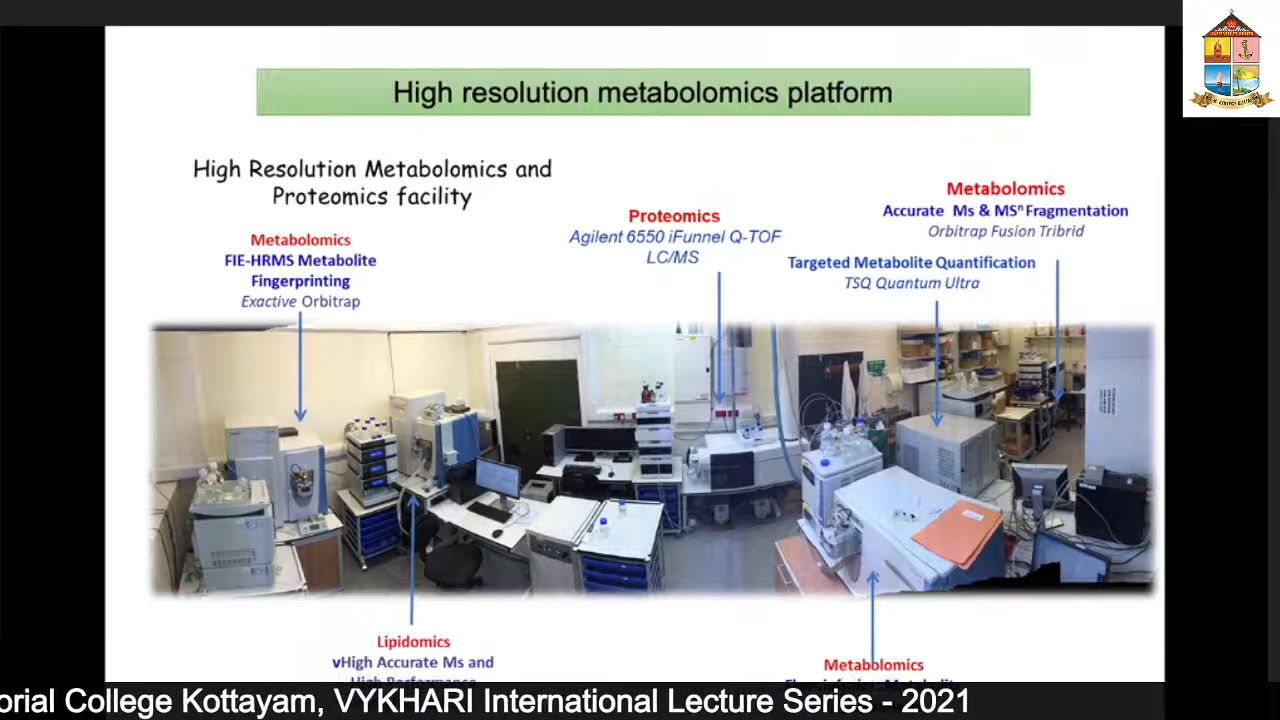 High resolution metabolomics platform
High Resolution Metabolomics and
Proteomics facility
Metabolomics
FIE-HRMS Metabolite
Fingerprinting
Exactive Orbitrap
Proteomics
Agilent 6550 iFunnel Q-TOF
LC/MS
Metabolomics
Accurate Ms & MSⁿ Fragmentation
Orbitrap Fusion Tribrid
Targeted Metabolite Quantification
TSQ Quantum Ultra
Lipidomics
vHigh Accurate Ms and
High Performance
Metabolomics
orial College Kottayam, VYKHARI International Lecture Series - 2021